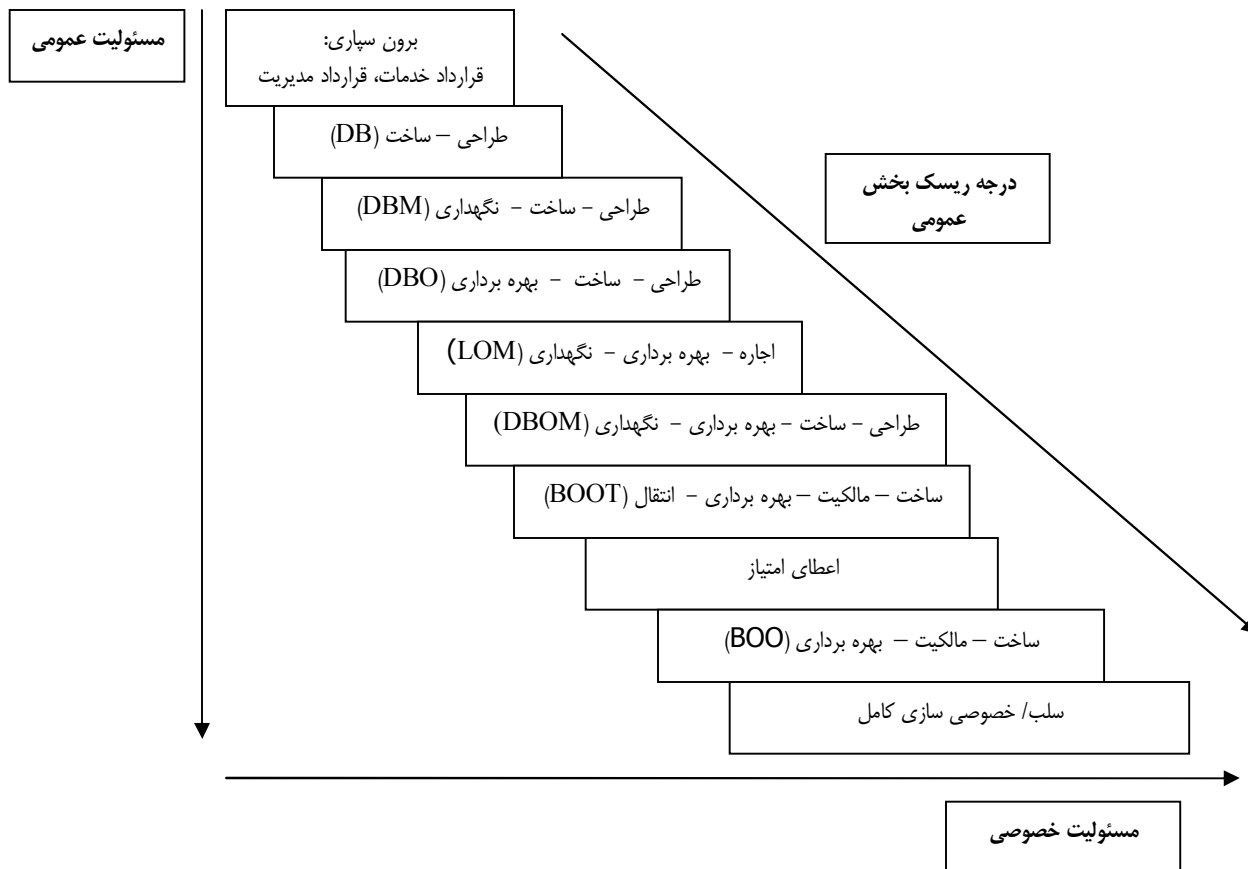 مسئولیت عمومی
برون سپاری:
قرارداد خدمات، قرارداد مدیریت
طراحی – ساخت (DB)
درجه ریسک بخش
عمومی
طراحی – ساخت – نگهداری (DBM)
طراحی – ساخت – بهره برداری (DBO)
اجاره – بهره برداری – نگهداری (LOM)
طراحی – ساخت – بهره برداری – نگهداری (DBOM)
ساخت – مالکیت – بهره برداری – انتقال (BOOT)
اعطای امتیاز
ساخت – مالکیت – بهره برداری (BOO)
سلب/ خصوصی سازی کامل
مسئولیت خصوصی